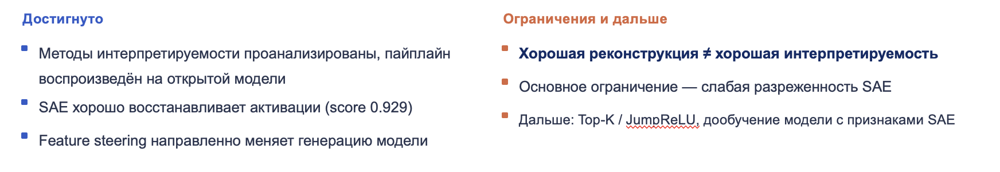 Достигнуто
Методы интерпретируемости проанализированы, пайплайн
воспроизведён на открытой модели
SAE хорошо восстанавливает активации (score 0.929)
Feature steering направленно меняет генерацию модели
Ограничения и дальше
Хорошая реконструкция ≠ хорошая интерпретируемость
Основное ограничение — слабая разреженность SAE
Дальше: Top-K / JumpReLU, дообучение модели с признаками SAE